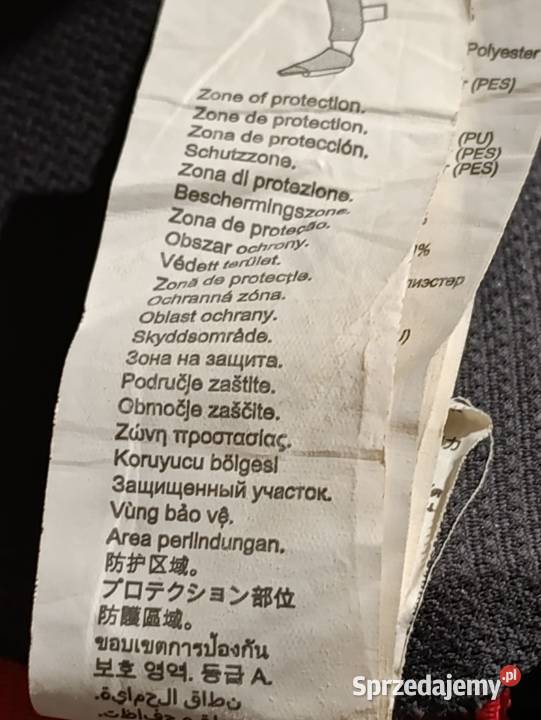 Zone of protection.
Zone de protection.
Zona de protección.
Schutzzone.
Zona di protezione.
Beschermingszone.
Zona de proteção.
Obszar ochrony.
Védett terület.
Zonă de protecție.
Ochranná zóna.
Oblast ochrany.
Skyddsområde.
Зона на защита.
Područje zaštite.
Območje zaščite.
Ζώνη προστασίας.
Koruyucu bölgesi
Защищенный участок.
Vùng bảo vệ.
Area perlindungan.
防护区域。
プロテクション部位
防護區域。
ขอบเขตการป้องกัน
보호 영역. 등급 A.
نطاق الحماية.
Polyester
(PES)
(PU)
(PES)
(PES)
%
Sprzedajemy.pl